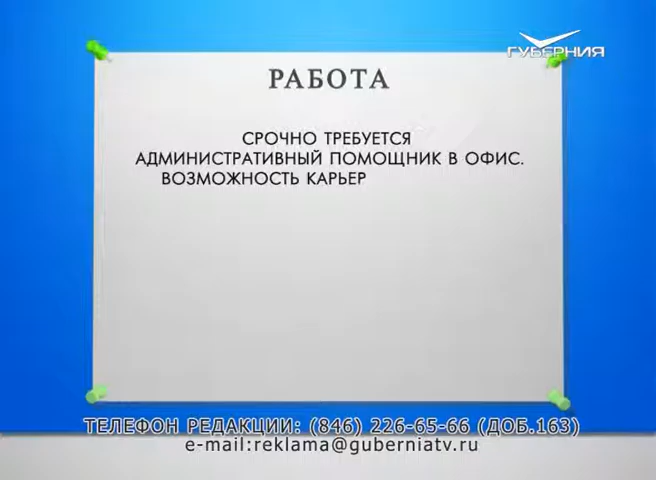 ГУБЕРНИЯ
РАБОТА
СРОЧНО ТРЕБУЕТСЯ
АДМИНИСТРАТИВНЫЙ ПОМОЩНИК В ОФИС.
ВОЗМОЖНОСТЬ КАРЬЕР
ТЕЛЕФОН РЕДАКЦИИ: (846) 226-65-66 (ДОБ.163)
e-mail:reklama@guberniatv.ru